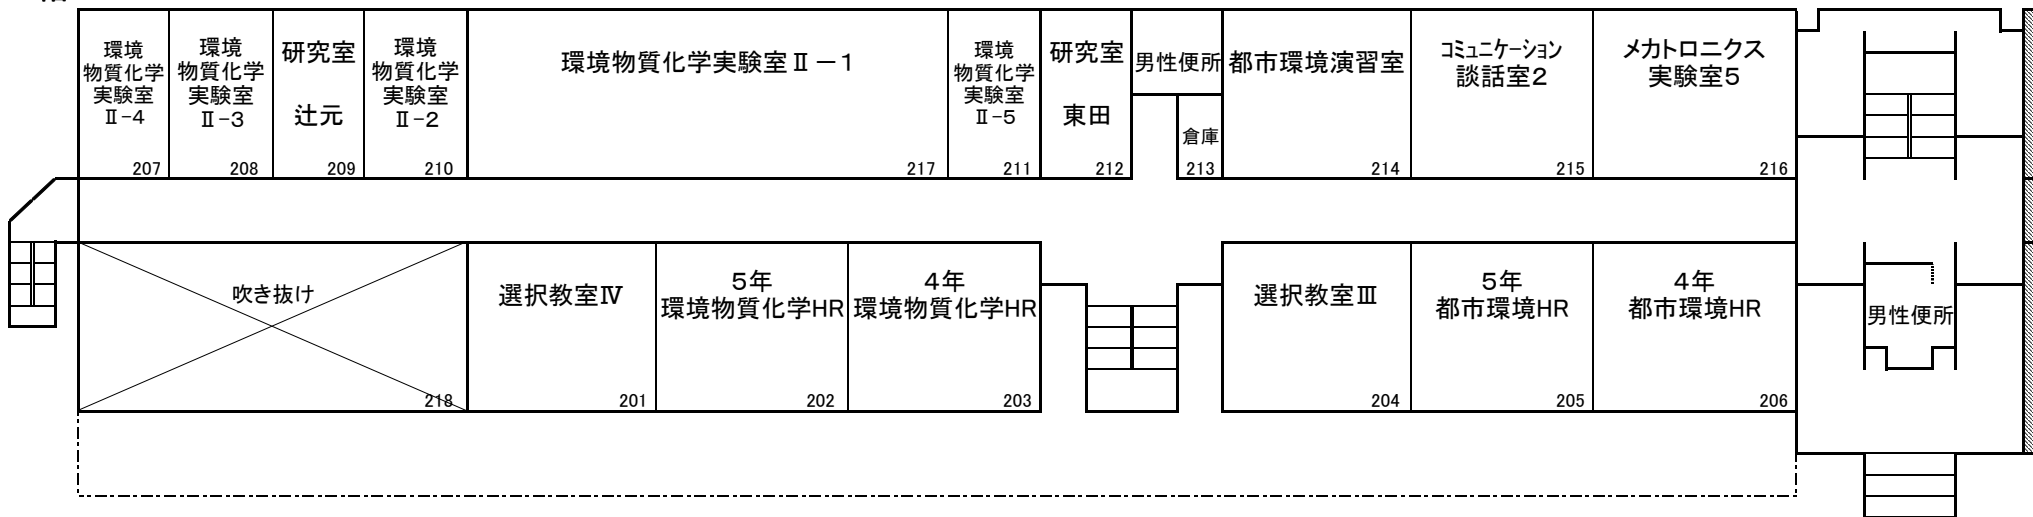 環境
物質化学
実験室
Ⅱ-4
207
環境
物質化学
実験室
Ⅱ-3
208
研究室
辻元
209
環境
物質化学
実験室
Ⅱ-2
210
環境物質化学実験室Ⅱ－1
217
環境
物質化学
実験室
Ⅱ-5
211
研究室
東田
212
男性便所
倉庫
213
都市環境演習室
214
コミュニケーション
談話室2
215
メカトロニクス
実験室5
216
吹き抜け
218
選択教室Ⅳ
201
5年
環境物質化学HR
202
4年
環境物質化学HR
203
選択教室Ⅲ
204
5年
都市環境HR
205
4年
都市環境HR
206
男性便所